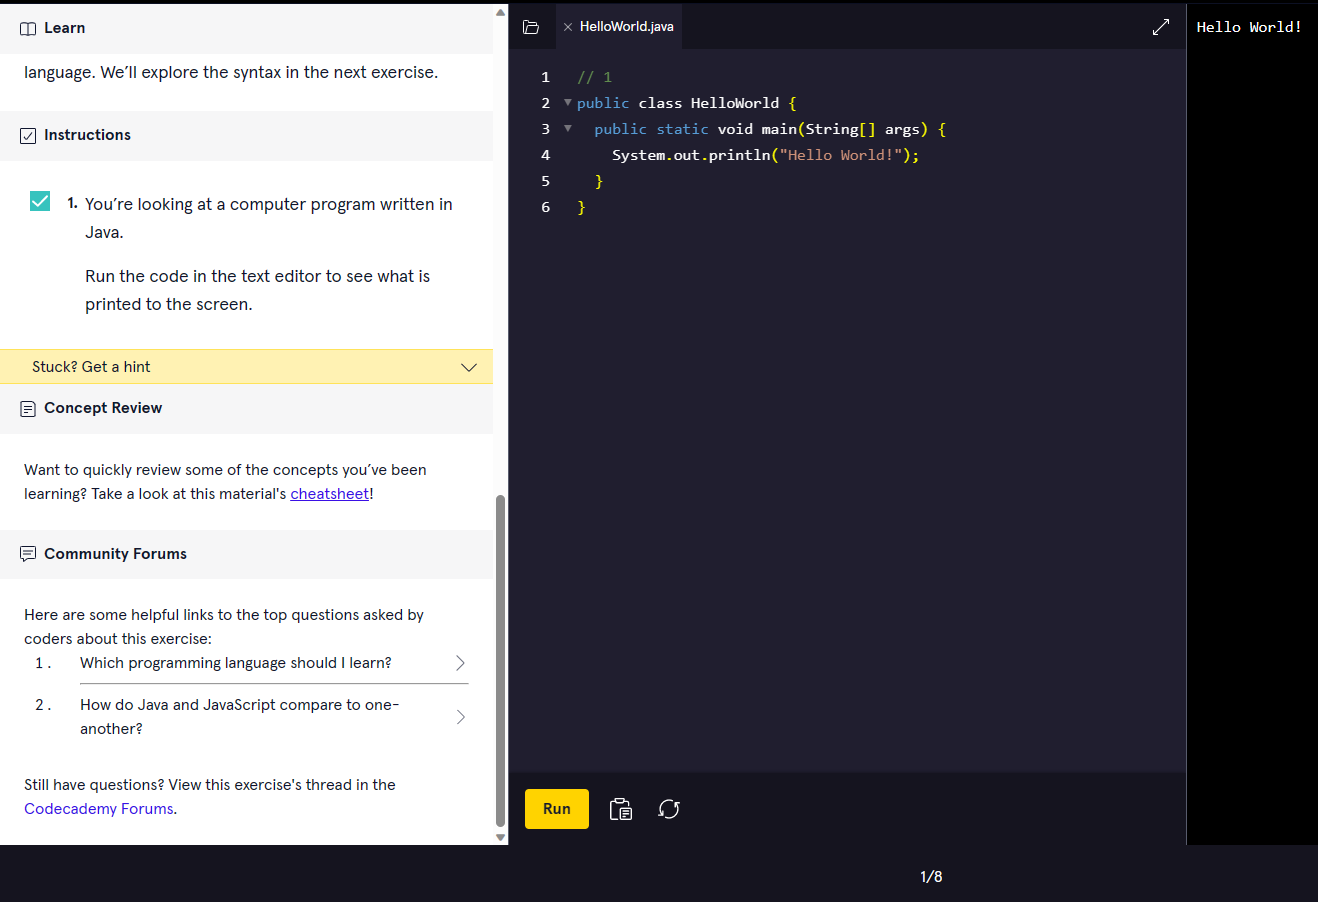 Learn
language. We’ll explore the syntax in the next exercise.
Instructions
1. You’re looking at a computer program written in
Java.
Run the code in the text editor to see what is
printed to the screen.
Stuck? Get a hint
Concept Review
Want to quickly review some of the concepts you’ve been
learning? Take a look at this material's cheatsheet!
Community Forums
Here are some helpful links to the top questions asked by
coders about this exercise:
1. Which programming language should I learn?
2. How do Java and JavaScript compare to one-
another?
Still have questions? View this exercise's thread in the
Codecademy Forums.
HelloWorld.java
1 // 1
2 public class HelloWorld {
3   public static void main(String[] args) {
4     System.out.println("Hello World!");
5   }
6 }
Run
Hello World!
1/8